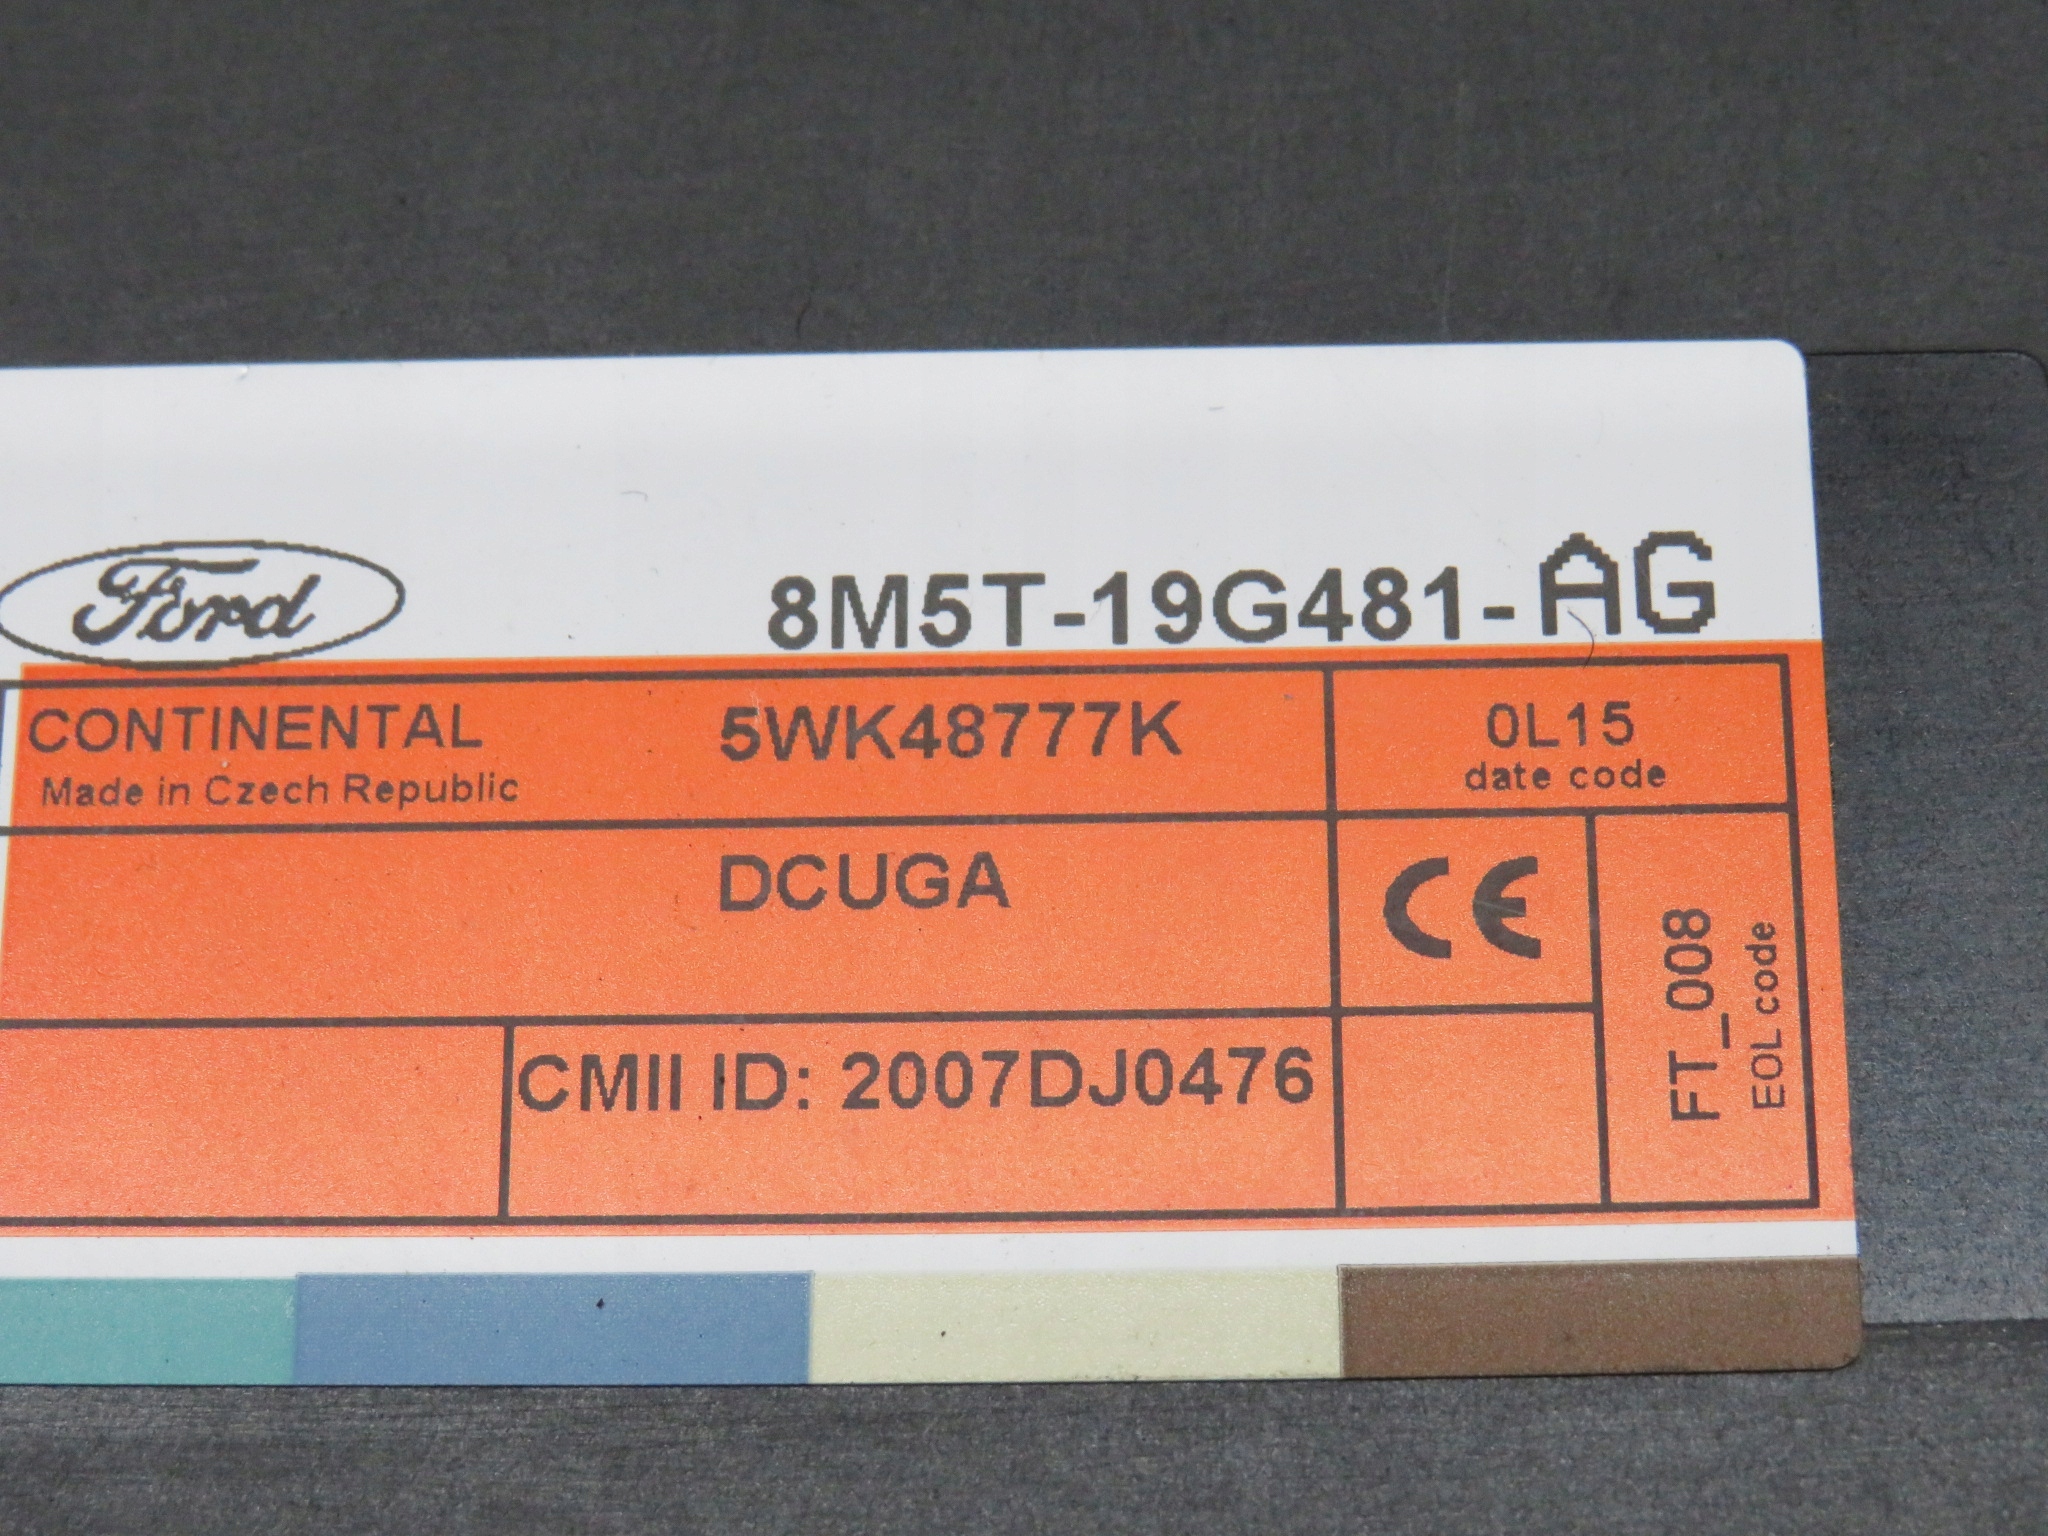 Ford
8M5T-19G481-AG
CONTINENTAL 5WK48777K
Made in Czech Republic
0L15
date code
DCUGA
CE
FT_008
EOL code
CMII ID: 2007DJ0476